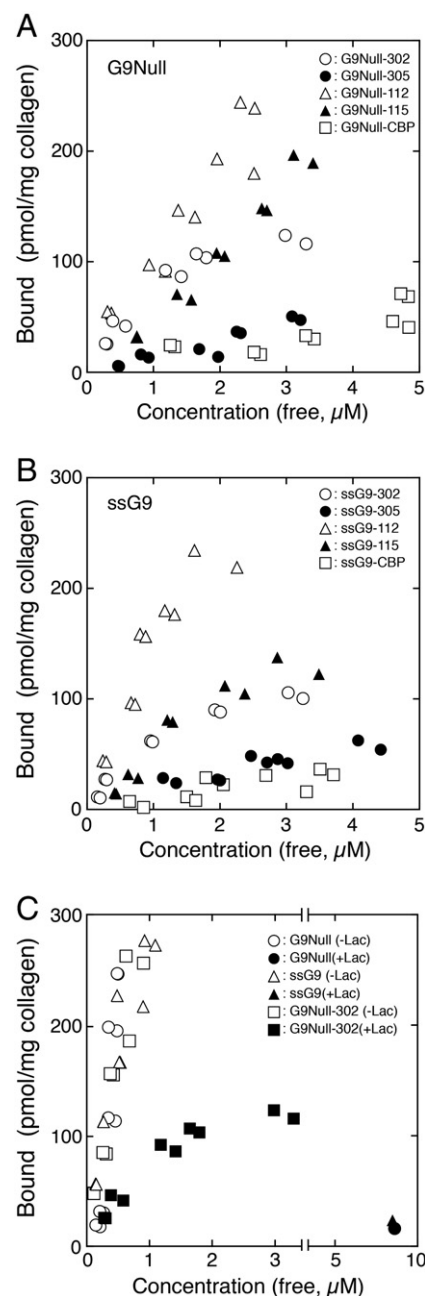 A
G9Null
○: G9Null-302
●: G9Null-305
△: G9Null-112
▲: G9Null-115
□: G9Null-CBP
300
200
100
0
Bound (pmol/mg collagen)
0 1 2 3 4 5
Concentration (free, μM)
B
ssG9
○: ssG9-302
●: ssG9-305
△: ssG9-112
▲: ssG9-115
□: ssG9-CBP
300
200
100
0
Bound (pmol/mg collagen)
0 1 2 3 4 5
Concentration (free, μM)
C
○: G9Null (-Lac)
●: G9Null(+Lac)
△: ssG9 (-Lac)
▲: ssG9(+Lac)
□: G9Null-302 (-Lac)
■: G9Null-302(+Lac)
300
200
100
0
Bound (pmol/mg collagen)
0 1 2 3 5 10
Concentration (free, μM)